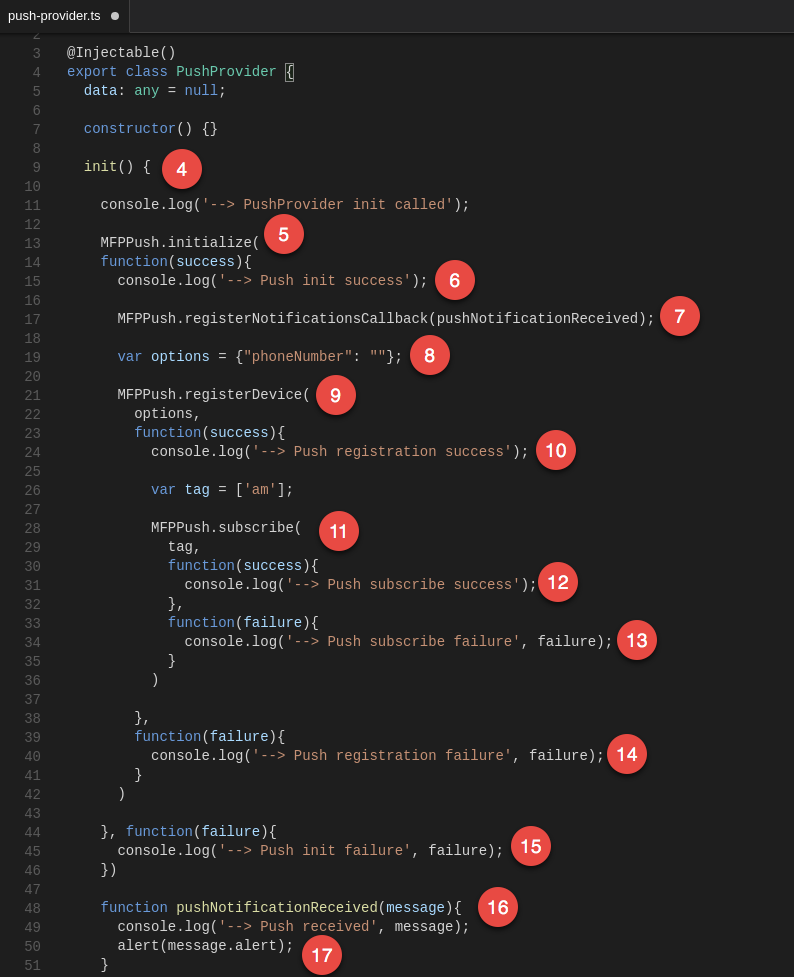 push-provider.ts
2
3 @Injectable()
4 export class PushProvider {
5 data: any = null;
6
7 constructor() {}
8
9 init() { 4
10
11 console.log('--> PushProvider init called');
12
13 MFPPush.initialize( 5
14 function(success){
15 console.log('--> Push init success'); 6
16
17 MFPPush.registerNotificationsCallback(pushNotificationReceived); 7
18
19 var options = {"phoneNumber": ""}; 8
20
21 MFPPush.registerDevice( 9
22 options,
23 function(success){
24 console.log('--> Push registration success'); 10
25
26 var tag = ['am'];
27
28 MFPPush.subscribe( 11
29 tag,
30 function(success){
31 console.log('--> Push subscribe success'); 12
32 },
33 function(failure){
34 console.log('--> Push subscribe failure', failure); 13
35 }
36 )
37
38 },
39 function(failure){
40 console.log('--> Push registration failure', failure); 14
41 }
42 )
43
44 }, function(failure){
45 console.log('--> Push init failure', failure); 15
46 })
47
48 function pushNotificationReceived(message){ 16
49 console.log('--> Push received', message);
50 alert(message.alert); 17
51 }